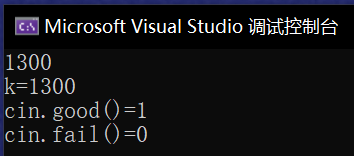 Microsoft Visual Studio 调试控制台
1300
k=1300
cin.good()=1
cin.fail()=0